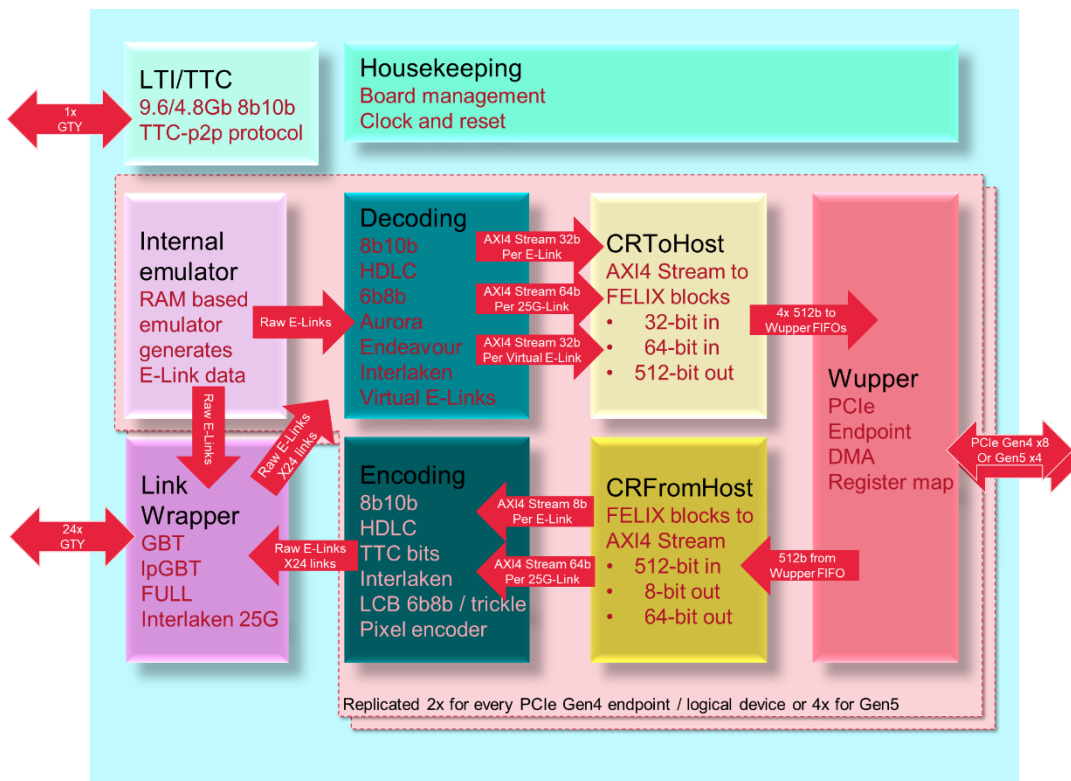 LTI/TTC
9.6/4.8Gb 8b10b
TTC-p2p protocol
Housekeeping
Board management
Clock and reset
1x
GTY
Internal
emulator
RAM based
emulator
generates
E-Link data
Raw E-Links
Decoding
8b10b
HDLC
6b8b
Aurora
Endeavour
Interlaken
Virtual E-Links
AXI4 Stream 32b
Per E-Link
AXI4 Stream 64b
Per 25G-Link
AXI4 Stream 32b
Per Virtual E-Link
CRToHost
AXI4 Stream to
FELIX blocks
• 32-bit in
• 64-bit in
• 512-bit out
4x 512b to
Wupper FIFOs
Wupper
PCIe
Endpoint
DMA
Register map
PCIe Gen4 x8
Or Gen5 x4
Raw E-Links
Raw E-Links
X24 links
Link
Wrapper
GBT
lpGBT
FULL
Interlaken 25G
24x
GTY
Raw E-Links
X24 links
Encoding
8b10b
HDLC
TTC bits
Interlaken
LCB 6b8b / trickle
Pixel encoder
AXI4 Stream 8b
Per E-Link
AXI4 Stream 64b
Per 25G-Link
CRFromHost
FELIX blocks to
AXI4 Stream
• 512-bit in
• 8-bit out
• 64-bit out
512b from
Wupper FIFO
Replicated 2x for every PCIe Gen4 endpoint / logical device or 4x for Gen5